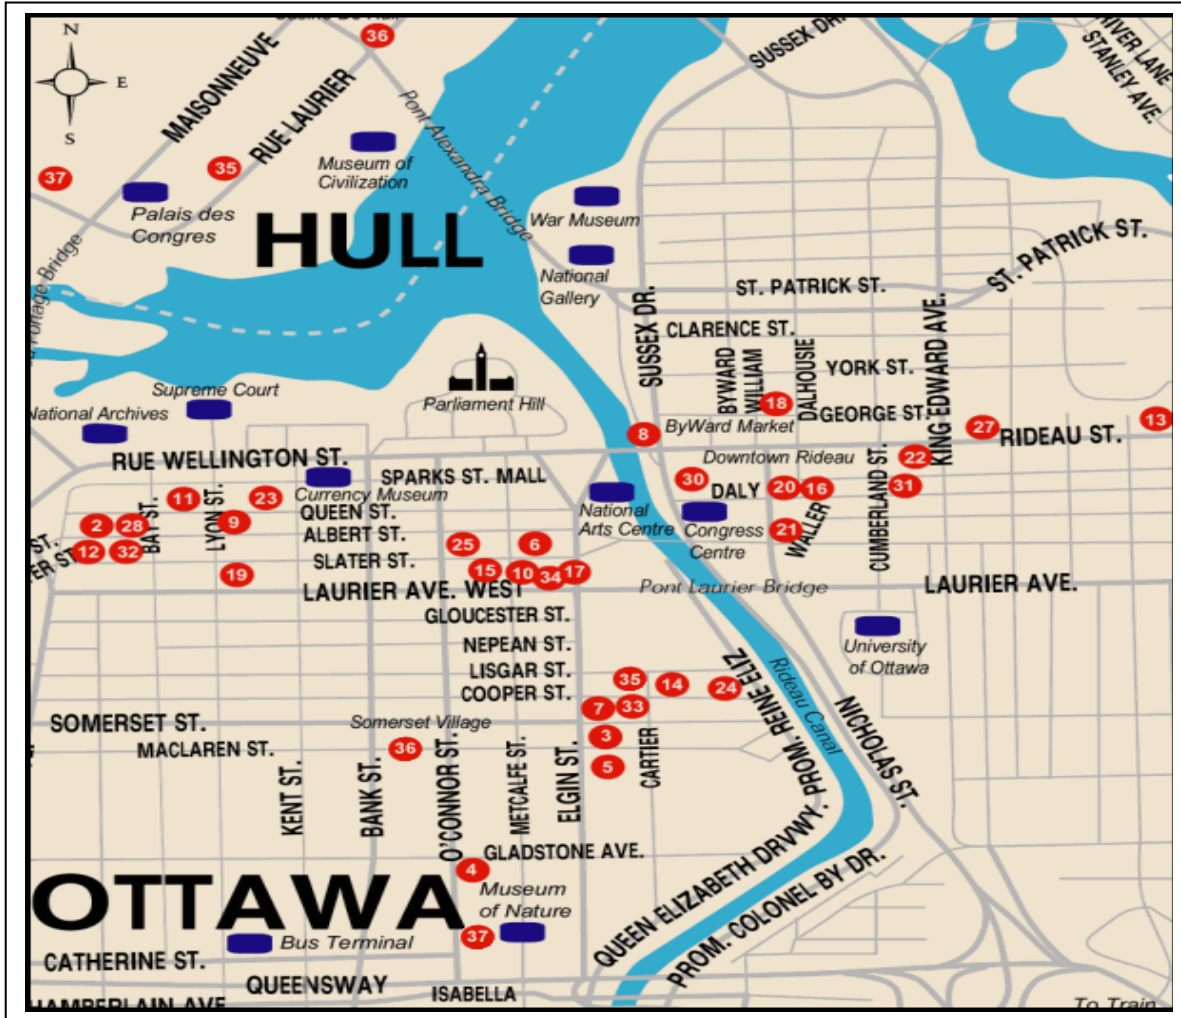 36
N
E
S
MAISONNEUVE
RUE LAURIER
Pont Alexandra Bridge
SUSSEX DR.
STANLEY AVE.
37
35
Museum of
Civilization
Palais des
Congres
HULL
War Museum
National
Gallery
ST. PATRICK ST.
ST. PATRICK ST.
SUSSEX DR.
CLARENCE ST.
BYWARD
WILLIAM
DALHOUSIE
YORK ST.
KING EDWARD AVE.
GEORGE ST.
18
ByWard Market
8
27
13
RIDEAU ST.
Downtown Rideau
22
Parliament Hill
Supreme Court
National Archives
RUE WELLINGTON ST.
SPARKS ST. MALL
Currency Museum
QUEEN ST.
ALBERT ST.
SLATER ST.
LAURIER AVE. WEST
11
23
2
28
BAY ST.
LYON ST.
9
ST.
12
32
19
25
6
15
10
34
17
National
Arts Centre
30
DALY
20
16
31
CUMBERLAND ST.
Congress
Centre
21
WALLER
Pont Laurier Bridge
LAURIER AVE.
GLOUCESTER ST.
NEPEAN ST.
LISGAR ST.
COOPER ST.
University
of Ottawa
35
14
24
7
33
3
5
SOMERSET ST.
Somerset Village
MACLAREN ST.
36
KENT ST.
BANK ST.
O'CONNOR ST.
METCALFE ST.
ELGIN ST.
CARTIER
PROM. REINE ELIZ
Rideau Canal
NICHOLAS ST.
GLADSTONE AVE.
QUEEN ELIZABETH DRVWY.
PROM. COLONEL BY DR.
4
OTTAWA
Museum
of Nature
37
Bus Terminal
CATHERINE ST.
QUEENSWAY
ISABELLA
To Train